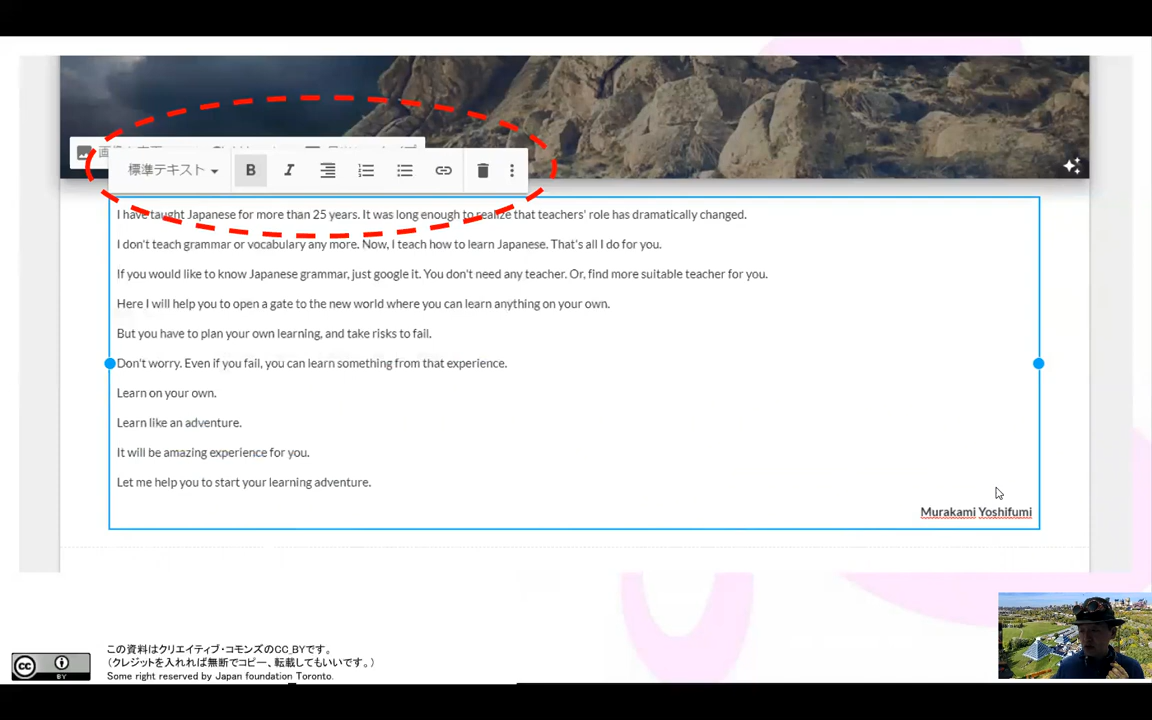 標準テキスト B I
I have taught Japanese for more than 25 years. It was long enough to realize that teachers' role has dramatically changed.
I don't teach grammar or vocabulary any more. Now, I teach how to learn Japanese. That's all I do for you.
If you would like to know Japanese grammar, just google it. You don't need any teacher. Or, find more suitable teacher for you.
Here I will help you to open a gate to the new world where you can learn anything on your own.
But you have to plan your own learning, and take risks to fail.
Don't worry. Even if you fail, you can learn something from that experience.
Learn on your own.
Learn like an adventure.
It will be amazing experience for you.
Let me help you to start your learning adventure.
Murakami Yoshifumi
この資料はクリエイティブ・コモンズのCC_BYです。
（クレジットを入れれば無断でコピー、転載してもいいです。）
Some right reserved by Japan foundation Toronto.
cc BY